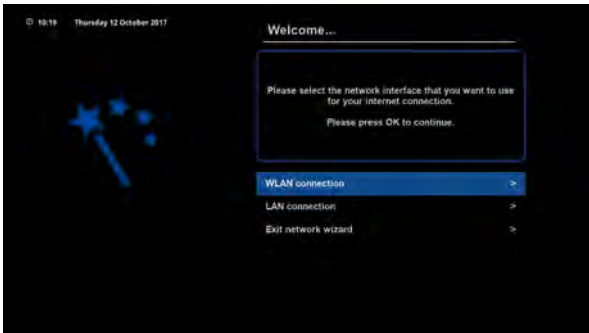 10:19 Thursday 12 October 2017
Welcome...
Please select the network interface that you want to use
for your internet connection.
Please press OK to continue.
WLAN connection >
LAN connection >
Exit network wizard >